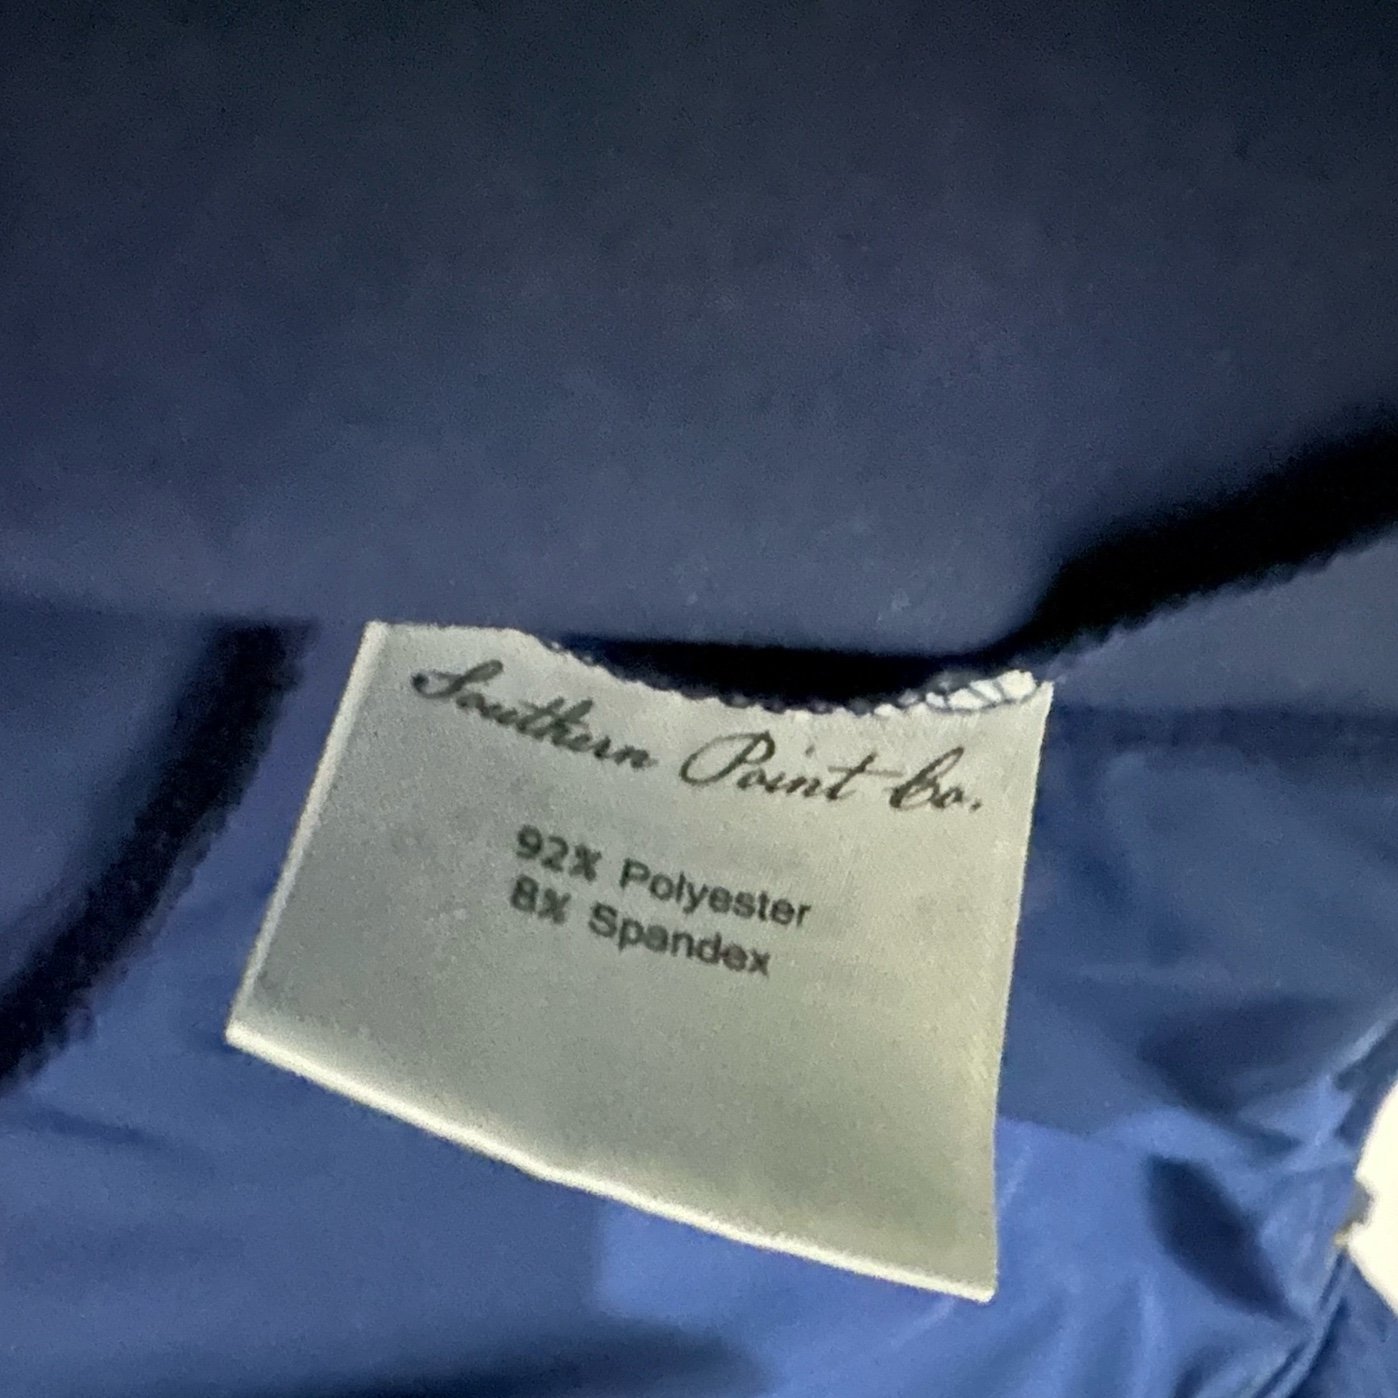 Southern Point Co.
92% Polyester
8% Spandex